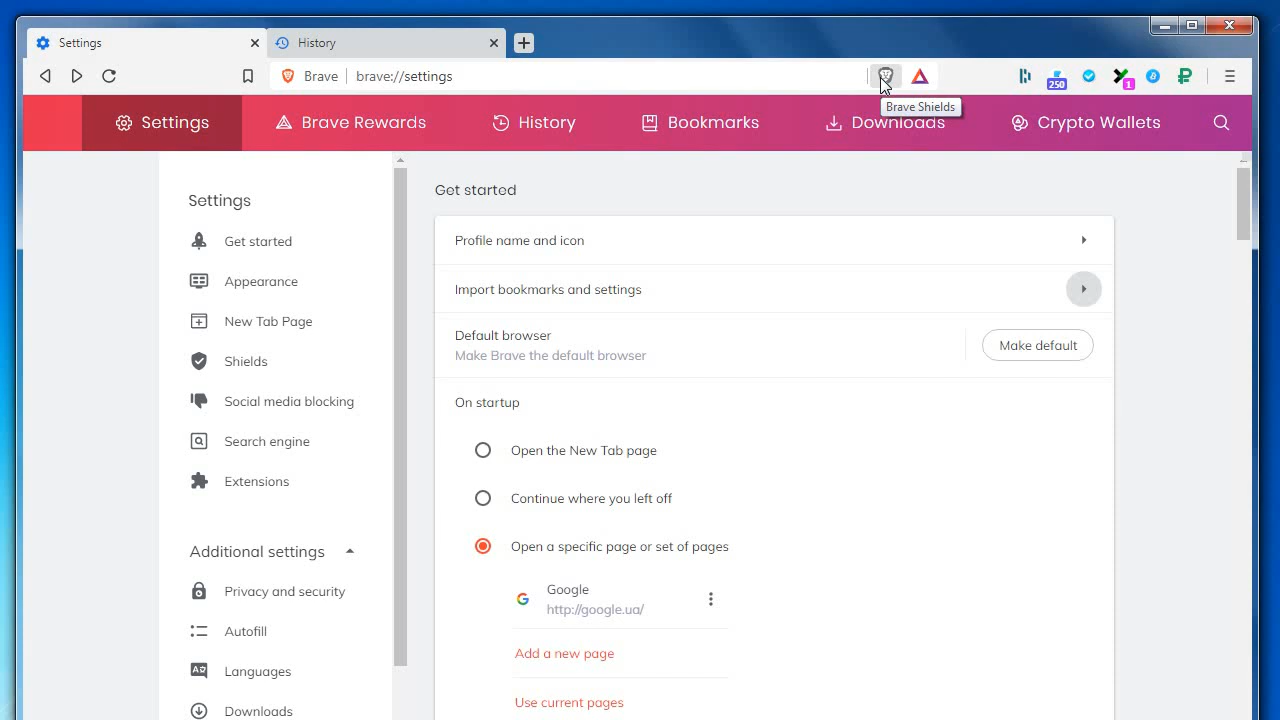 Settings
History
Brave
brave://settings
250
1
Brave Shields
Settings
Brave Rewards
History
Bookmarks
Downloads
Crypto Wallets
Settings
Get started
Appearance
New Tab Page
Shields
Social media blocking
Search engine
Extensions
Additional settings
Privacy and security
Autofill
Languages
Downloads
Get started
Profile name and icon
Import bookmarks and settings
Default browser
Make Brave the default browser
Make default
On startup
Open the New Tab page
Continue where you left off
Open a specific page or set of pages
Google
http://google.ua/
Add a new page
Use current pages